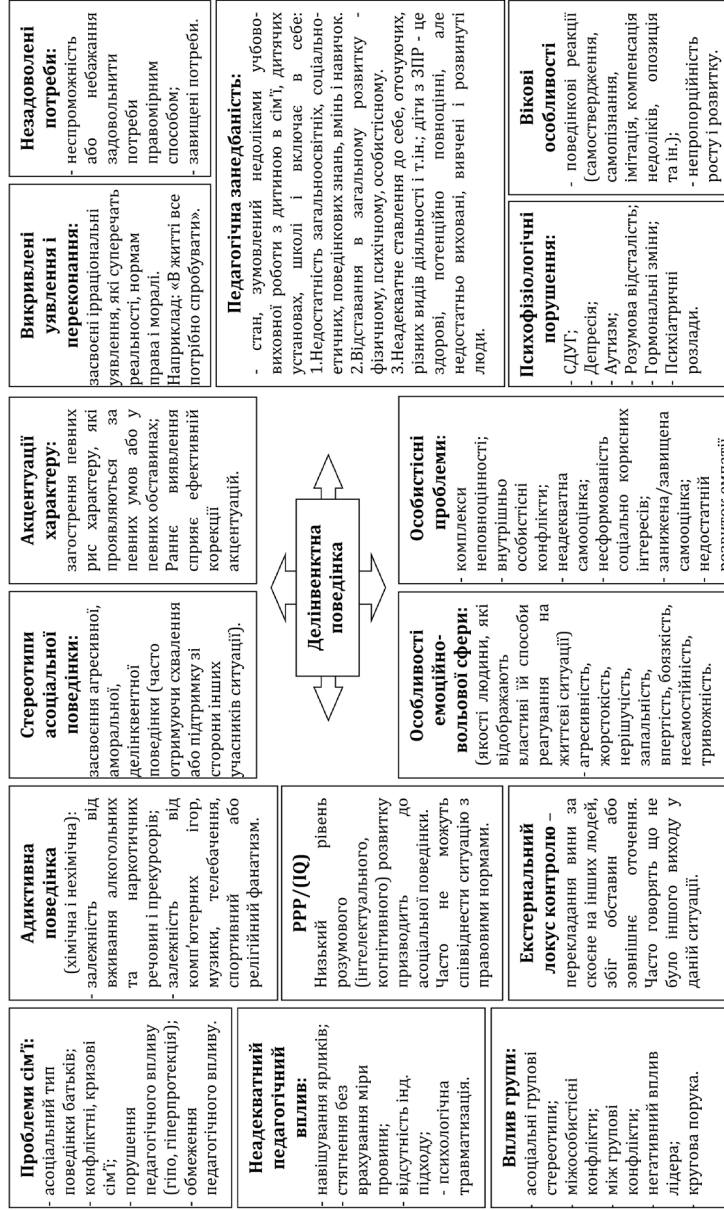 Проблеми сім'ї:
- асоціальний тип
поведінки батьків;
- конфліктні, кризові
сім'ї;
- порушення
педагогічного впливу
(гіпо, гіперпротекція);
- обмеження
педагогічного впливу.
Адиктивна
поведінка
(хімічна і нехімічна):
- залежність від
вживання алкогольних
та наркотичних
речовин і прекурсорів;
- залежність від
комп'ютерних ігор,
музики, телебачення,
спортивний або
релігійний фанатизм.
Стереотипи
асоціальної
поведінки:
засвоєння агресивної,
аморальної,
делінквентної
поведінки (часто
отримуючи схвалення
або підтримку зі
сторони інших
учасників ситуації).
Акцентуації
характеру:
загострення певних
рис характеру, які
проявляються за
певних умов або у
певних обставинах;
Раннє виявлення
сприяє ефективній
корекції
акцентуацій.
Викривлені
уявлення і
переконання:
засвоєні ірраціональні
уявлення, які суперечать
реальності, нормам
права і моралі.
Наприклад: «В житті все
потрібно спробувати».
Незадоволені
потреби:
- неспроможність
або небажання
задовольнити
потреби
правомірним
способом;
- завищені потреби.
Неадекватний
педагогічний
вплив:
- навішування ярликів;
- стягнення без
врахування міри
провини;
- відсутність інд.
підходу;
- психологічна
травматизація.
РРР/(IQ)
Низький рівень
розумового
(інтелектуального,
когнітивного) розвитку
призводить до
асоціальної поведінки.
Часто не можуть
співвіднести ситуацію з
правовими нормами.
Делінвенктна
поведінка
Педагогічна занедбаність:
- стан, зумовлений недоліками учбово-
виховної роботи з дитиною в сім'ї, дитячих
установах, школі і включає в себе:
1.Недостатність загальноосвітніх, соціально-
етичних, поведінкових знань, вмінь і навичок.
2.Відставання в загальному розвитку -
фізичному, психічному, особистісному.
3.Неадекватне ставлення до себе, оточуючих,
різних видів діяльності і т.ін.; діти з ЗПР - це
здорові, потенційно повноцінні, але
недостатньо виховані, вивчені і розвинуті
люди.
Особливості
емоційно-
вольової сфери:
(якості людини, які
відображають
властиві їй способи
реагування на
життєві ситуації)
- агресивність,
жорстокість,
нерішучість,
запальність,
впертість, боязкість,
несамостійність,
тривожність.
Особистісні
проблеми:
- комплекси
неповноцінності;
- внутрішньо
особистісні
конфлікти;
- неадекватна
самооцінка;
- несформованість
соціально корисних
інтересів;
- занижена/завищена
самооцінка;
- недостатній
Вплив групи:
- асоціальні групові
стереотипи;
- міжособистісні
конфлікти;
- між групові
конфлікти;
- негативний вплив
лідера;
- кругова порука.
Екстернальний
локус контролю –
перекладання вини за
скоєне на інших людей,
збіг обставин або
зовнішнє оточення.
Часто говорять що не
було іншого виходу у
даній ситуації.
Психофізіологічні
порушення:
- СДУГ;
- Депресія;
- Аутизм;
- Розумова відсталість;
- Гормональні зміни;
- Психіатричні
розлади.
Вікові
особливості
- поведінкові реакції
(самоствердження,
самопізнання,
імітація, компенсація
недоліків, опозиція
та ін.);
- непропорційність
росту і розвитку.